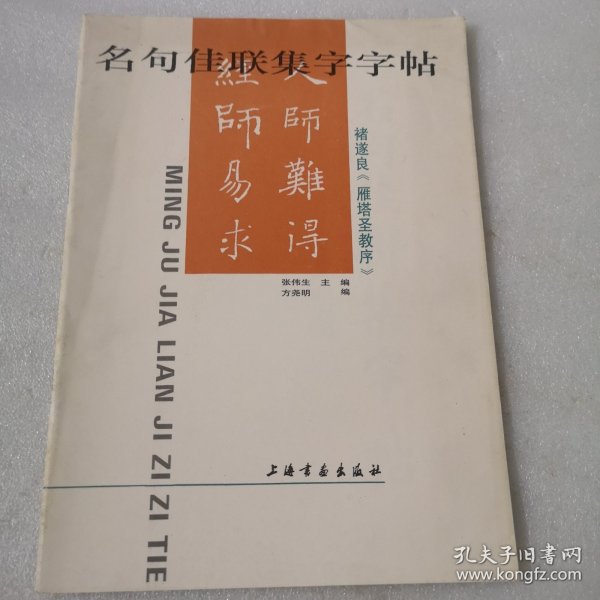 名句佳联集字字帖
人師難得
經師易求
褚遂良《雁塔圣教序》
张伟生 主 编
方尧明 编
MING JU JIA LIAN JI ZI ZI TIE
上海书画出版社
孔夫子旧书网
www.kongfz.com